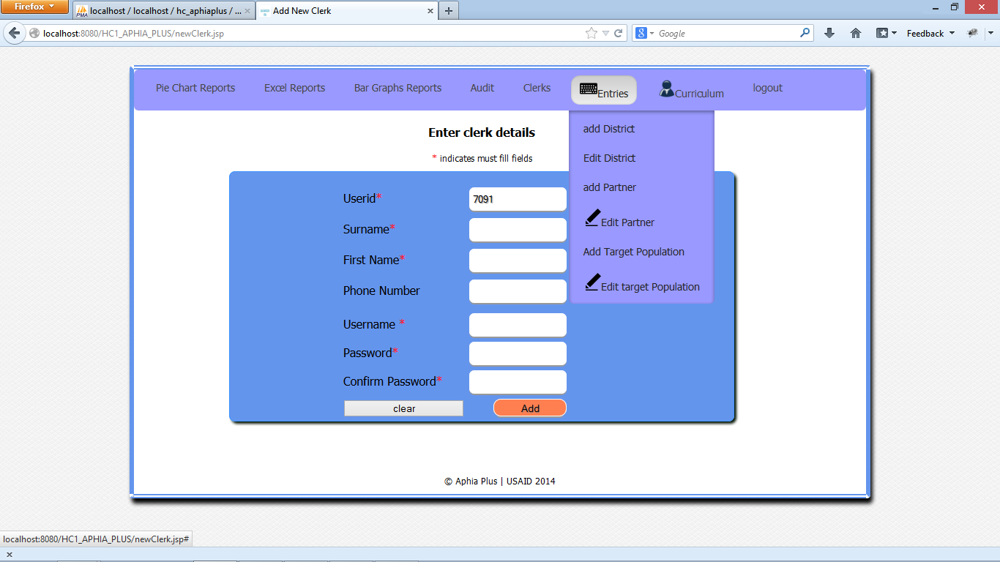 Firefox
localhost / localhost / hc_aphiaplus / ...
Add New Clerk
localhost:8080/HC1_APHIA_PLUS/newClerk.jsp
Google
Feedback
Pie Chart Reports
Excel Reports
Bar Graphs Reports
Audit
Clerks
Entries
Curriculum
logout
add District
Edit District
add Partner
Edit Partner
Add Target Population
Edit target Population
Enter clerk details
* indicates must fill fields
Userid* 7091
Surname*
First Name*
Phone Number
Username *
Password*
Confirm Password*
clear
Add
© Aphia Plus | USAID 2014
localhost:8080/HC1_APHIA_PLUS/newClerk.jsp#